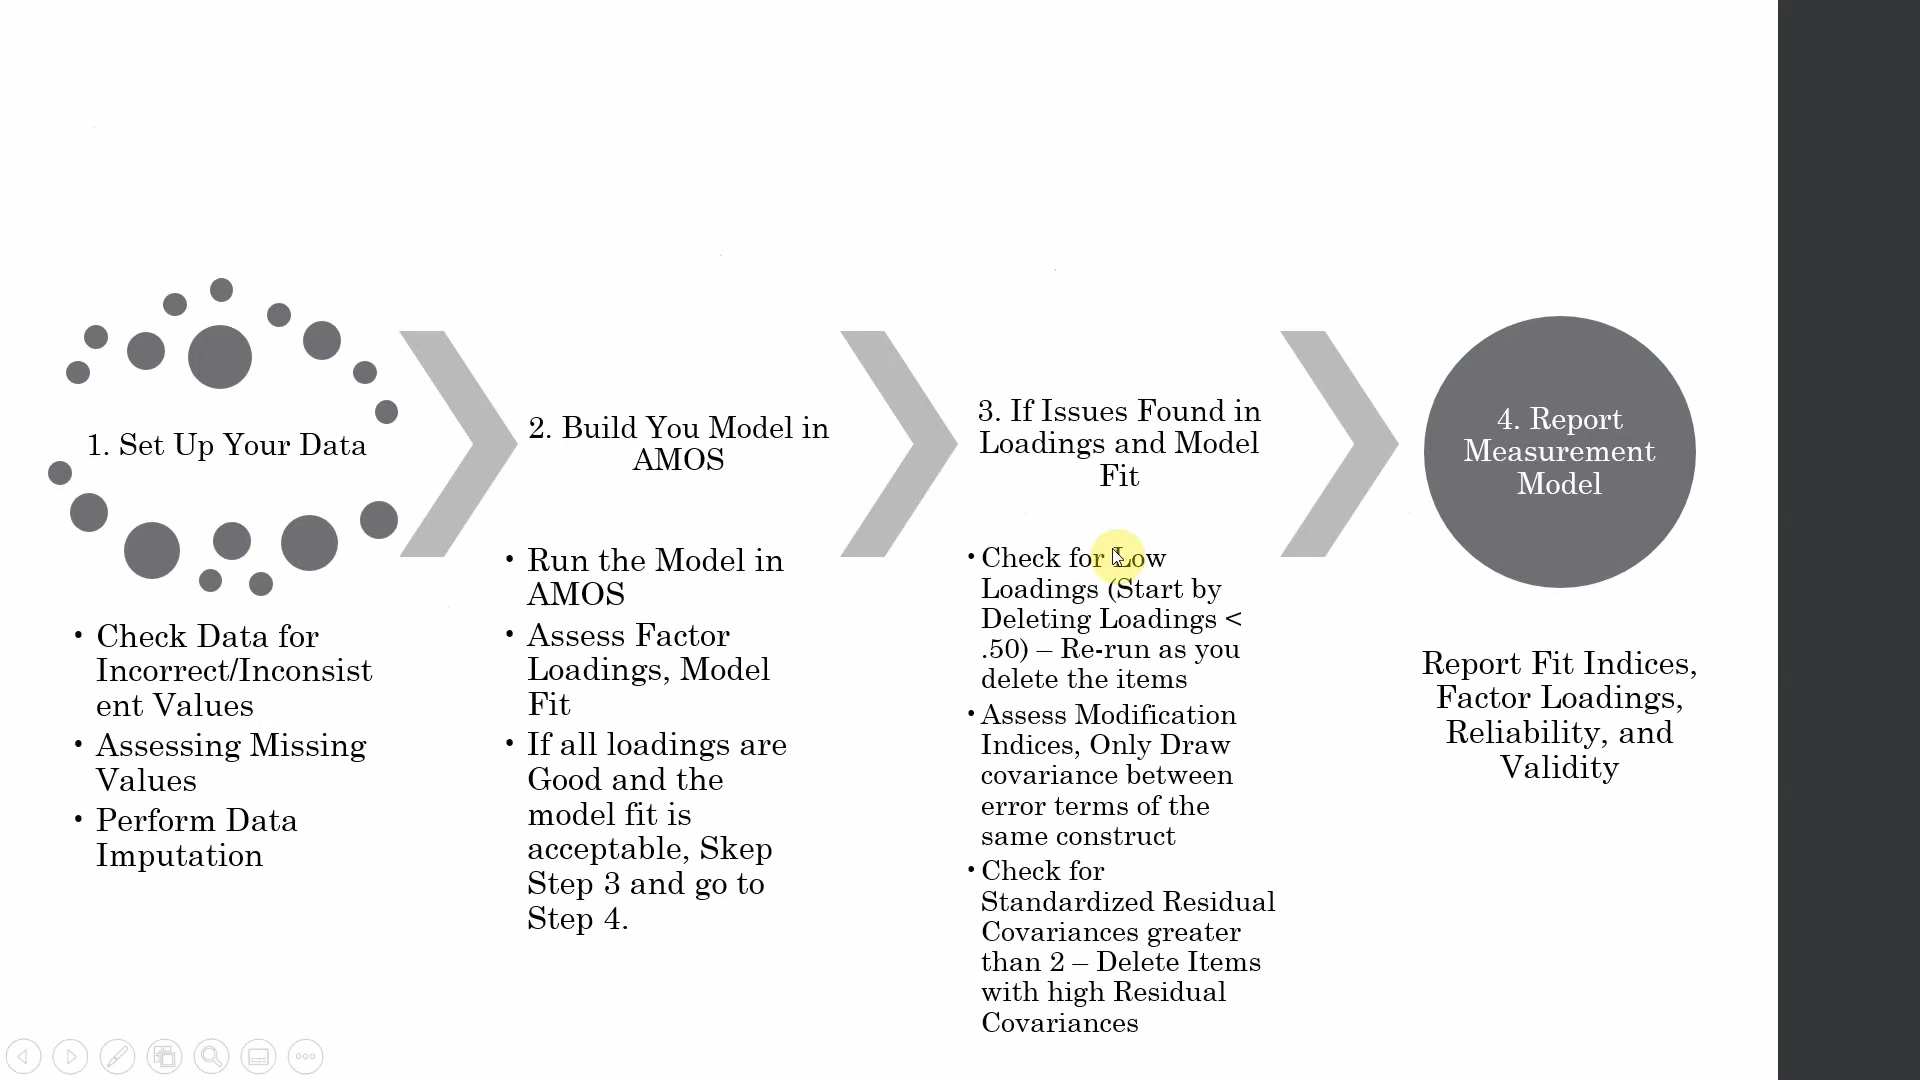 1. Set Up Your Data
• Check Data for
Incorrect/Inconsist
ent Values
• Assessing Missing
Values
• Perform Data
Imputation
2. Build You Model in
AMOS
• Run the Model in
AMOS
• Assess Factor
Loadings, Model
Fit
• If all loadings are
Good and the
model fit is
acceptable, Skep
Step 3 and go to
Step 4.
3. If Issues Found in
Loadings and Model
Fit
• Check for Low
Loadings (Start by
Deleting Loadings <
.50) – Re-run as you
delete the items
• Assess Modification
Indices, Only Draw
covariance between
error terms of the
same construct
• Check for
Standardized Residual
Covariances greater
than 2 – Delete Items
with high Residual
Covariances
4. Report
Measurement
Model
Report Fit Indices,
Factor Loadings,
Reliability, and
Validity